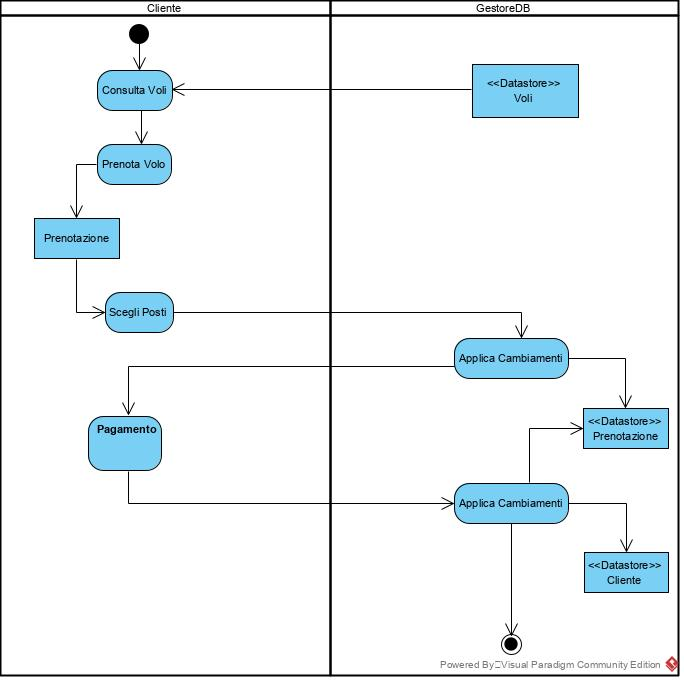 Cliente
GestoreDB
Consulta Voli
<<Datastore>>
Voli
Prenota Volo
Prenotazione
Scegli Posti
Applica Cambiamenti
Pagamento
<<Datastore>>
Prenotazione
Applica Cambiamenti
<<Datastore>>
Cliente
Powered By Visual Paradigm Community Edition